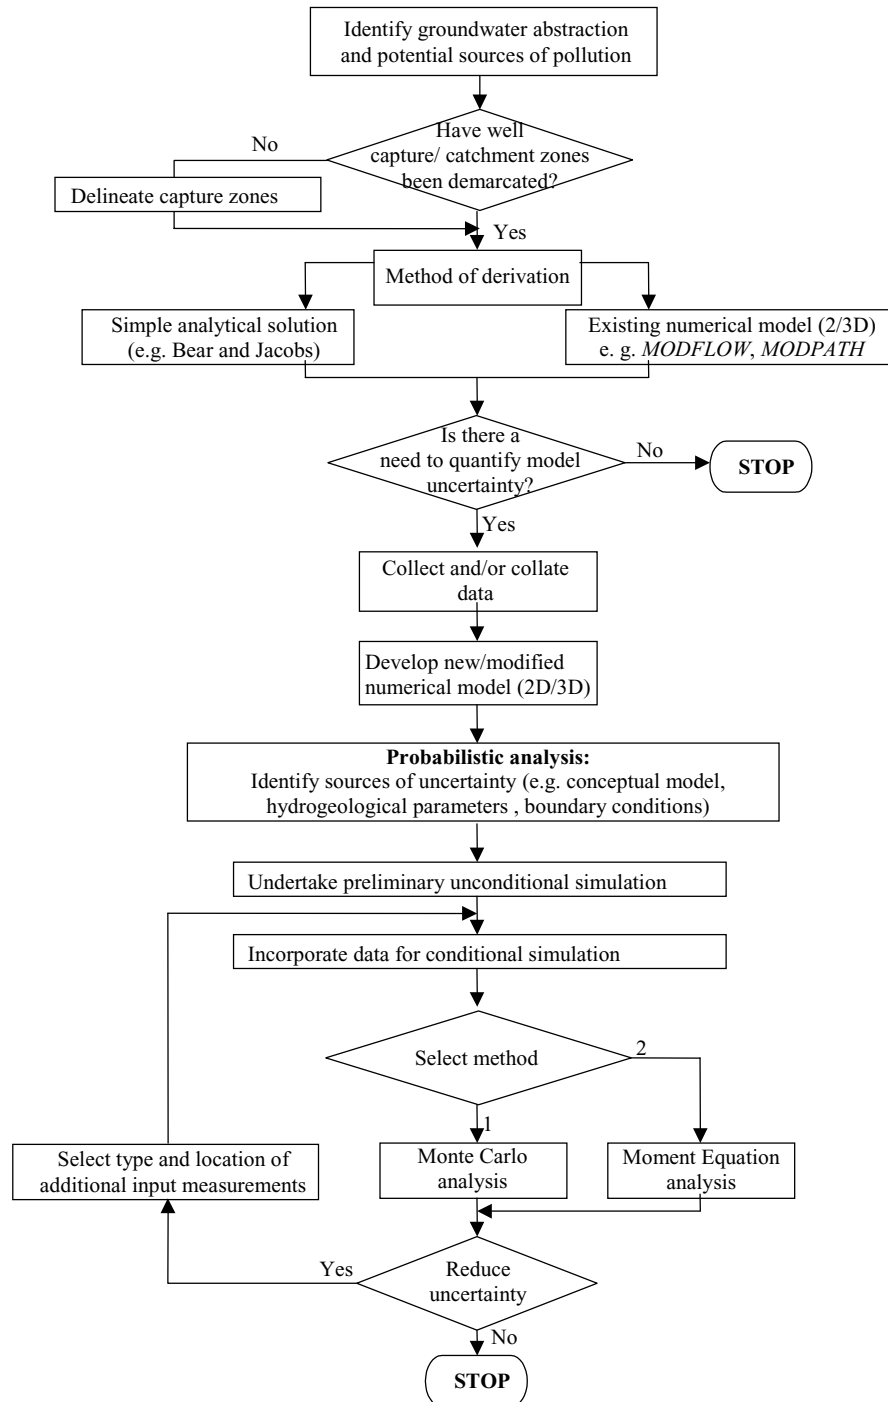 Identify groundwater abstraction
and potential sources of pollution
Have well
capture/ catchment zones
been demarcated?
No
Delineate capture zones
Yes
Method of derivation
Simple analytical solution
(e.g. Bear and Jacobs)
Existing numerical model (2/3D)
e. g. MODFLOW, MODPATH
Is there a
need to quantify model
uncertainty?
No
STOP
Yes
Collect and/or collate
data
Develop new/modified
numerical model (2D/3D)
Probabilistic analysis:
Identify sources of uncertainty (e.g. conceptual model,
hydrogeological parameters , boundary conditions)
Undertake preliminary unconditional simulation
Incorporate data for conditional simulation
Select method
2
1
Select type and location of
additional input measurements
Monte Carlo
analysis
Moment Equation
analysis
Yes
Reduce
uncertainty
No
STOP